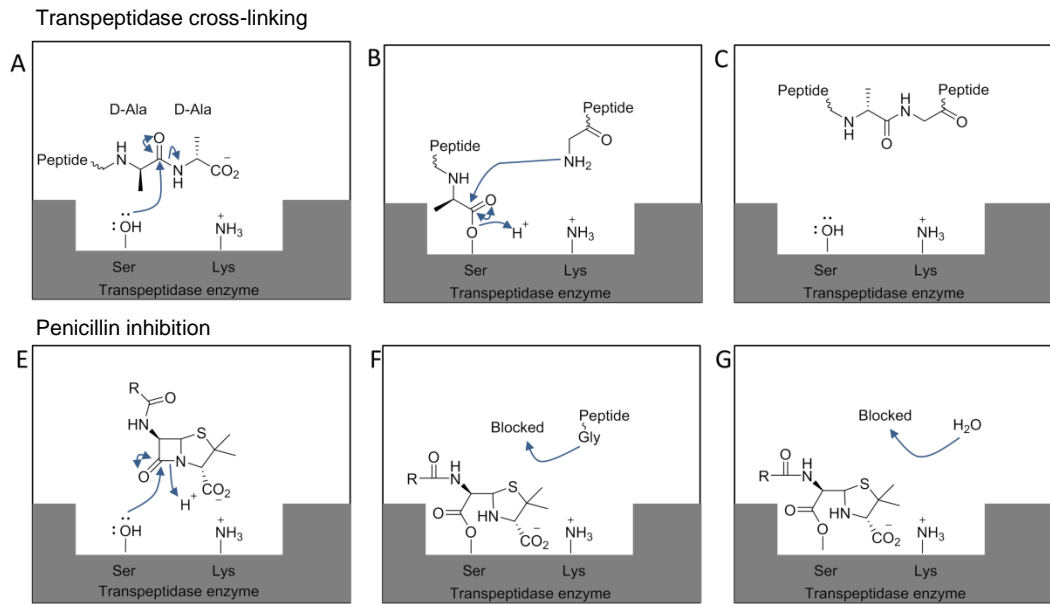 Transpeptidase cross-linking
A
D-Ala D-Ala
O
Peptide
H
N
N
H
CO2
−
: OH
+
NH3
Ser Lys
Transpeptidase enzyme
B
Peptide
Peptide
O
NH2
NH
O
O
H+
+
NH3
Ser Lys
Transpeptidase enzyme
C
Peptide
Peptide
H
N
N
H
O
O
: OH
+
NH3
Ser Lys
Transpeptidase enzyme
Penicillin inhibition
E
R
O
HN
S
N
O
CO2
−
H+
: OH
+
NH3
Ser Lys
Transpeptidase enzyme
F
Peptide
Blocked
Gly
O
H
N
R
S
O
HN
O
CO2
−
+
NH3
Ser Lys
Transpeptidase enzyme
G
Blocked
H2O
O
H
N
R
S
O
HN
O
CO2
−
+
NH3
Ser Lys
Transpeptidase enzyme